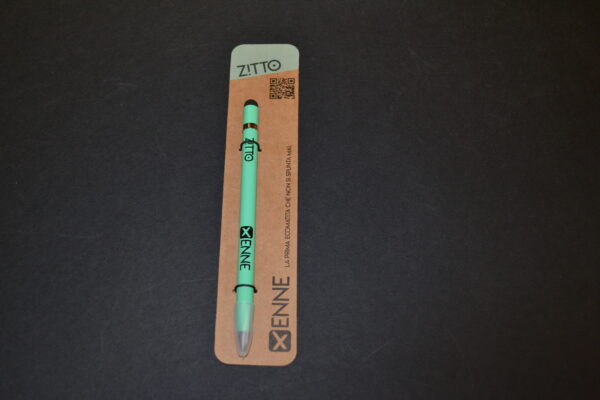 Z!TTO
Z!TTO
XENNE
LA PRIMA ECOMATITA CHE NON SI SPUNTA MAI.
XENNE